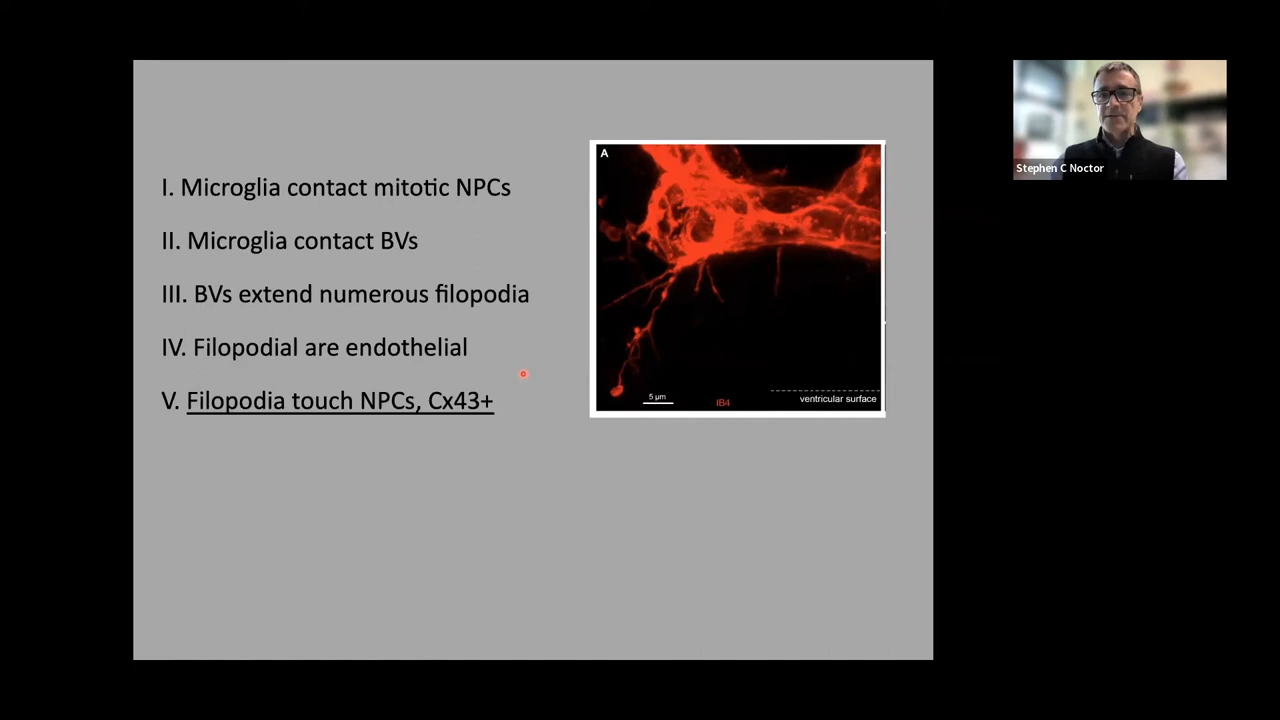 I. Microglia contact mitotic NPCs
II. Microglia contact BVs
III. BVs extend numerous filopodia
IV. Filopodial are endothelial
V. Filopodia touch NPCs, Cx43+
A
5 µm
IB4
ventricular surface
Stephen C Noctor